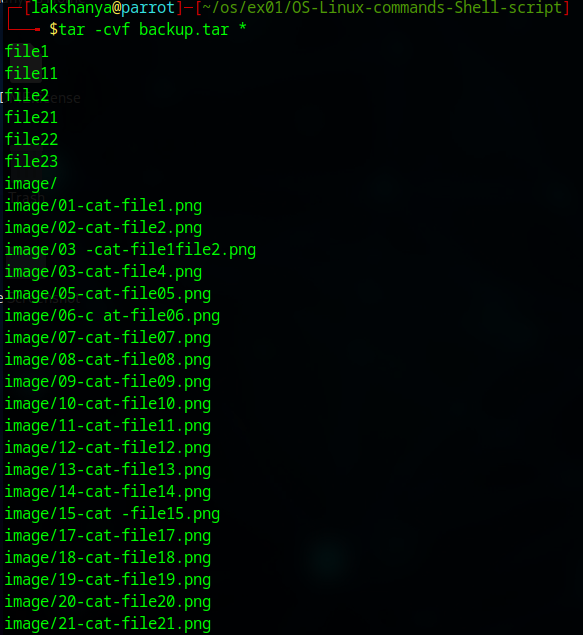 [lakshanya@parrot]─[~/os/ex01/OS-Linux-commands-Shell-script]
$tar -cvf backup.tar *
file1
file11
file2
file21
file22
file23
image/
image/01-cat-file1.png
image/02-cat-file2.png
image/03 -cat-file1file2.png
image/03-cat-file4.png
image/05-cat-file05.png
image/06-c at-file06.png
image/07-cat-file07.png
image/08-cat-file08.png
image/09-cat-file09.png
image/10-cat-file10.png
image/11-cat-file11.png
image/12-cat-file12.png
image/13-cat-file13.png
image/14-cat-file14.png
image/15-cat -file15.png
image/17-cat-file17.png
image/18-cat-file18.png
image/19-cat-file19.png
image/20-cat-file20.png
image/21-cat-file21.png